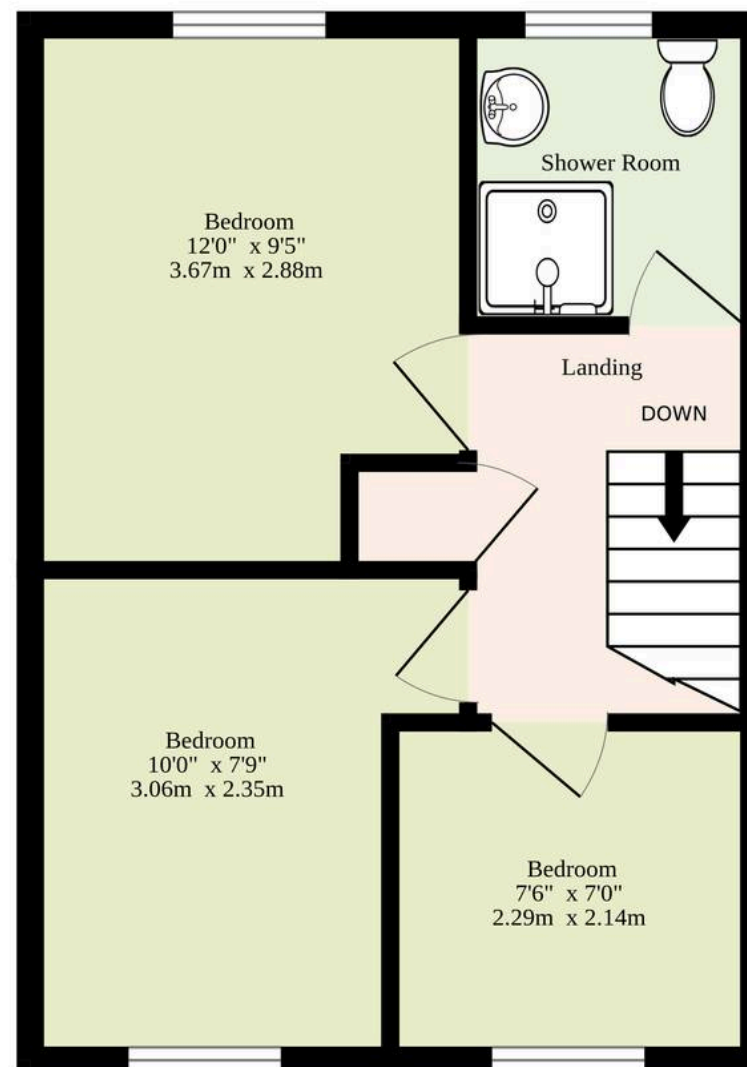 Shower Room
Bedroom
12'0" x 9'5"
3.67m x 2.88m
Landing
DOWN
Bedroom
10'0" x 7'9"
3.06m x 2.35m
Bedroom
7'6" x 7'0"
2.29m x 2.14m